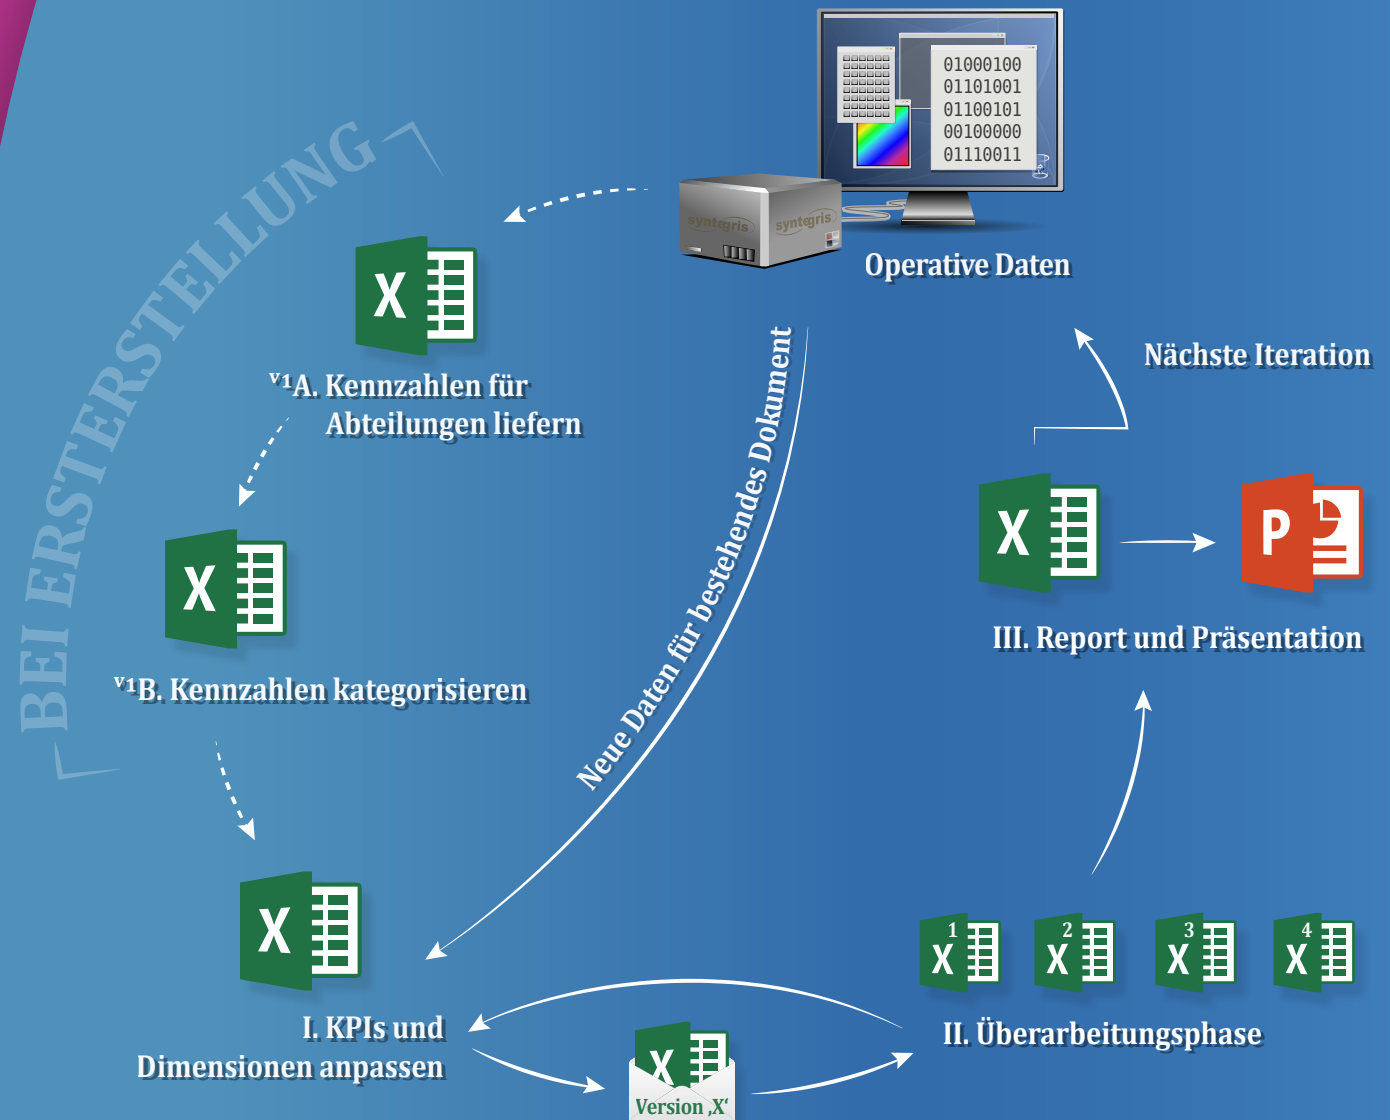 01000100
01101001
01100101
00100000
01110011
syntegris
syntegris
Operative Daten
BEI ERSTERSTELLUNG
X
v1A. Kennzahlen für
Abteilungen liefern
X
v1B. Kennzahlen kategorisieren
Neue Daten für bestehendes Dokument
Nächste Iteration
X
P
III. Report und Präsentation
X
I. KPIs und
Dimensionen anpassen
X
Version ‚X‘
1
X
2
X
3
X
4
X
II. Überarbeitungsphase